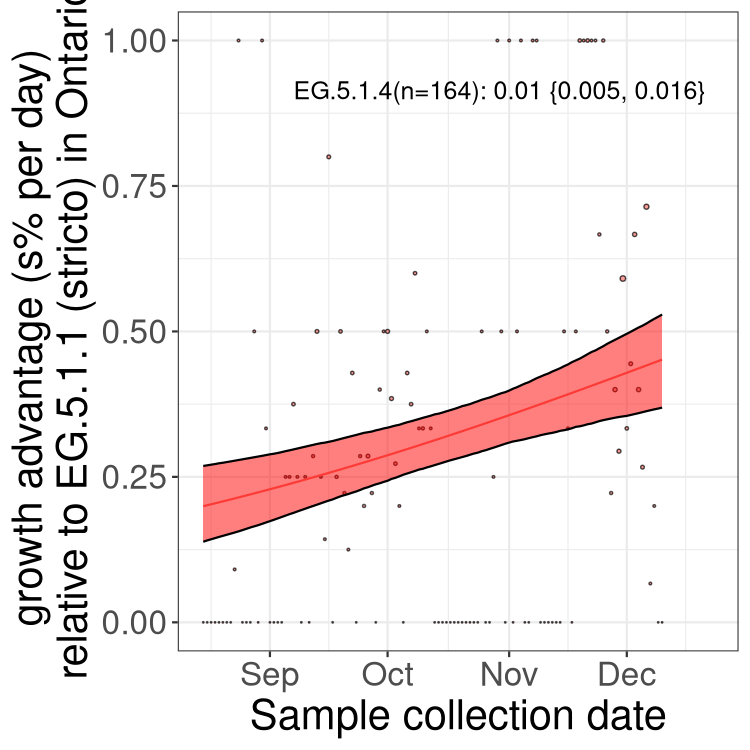 growth advantage (s% per day)
relative to EG.5.1.1 (stricto) in Ontario
1.00
0.75
0.50
0.25
0.00
EG.5.1.4(n=164): 0.01 {0.005, 0.016}
Sep Oct Nov Dec
Sample collection date